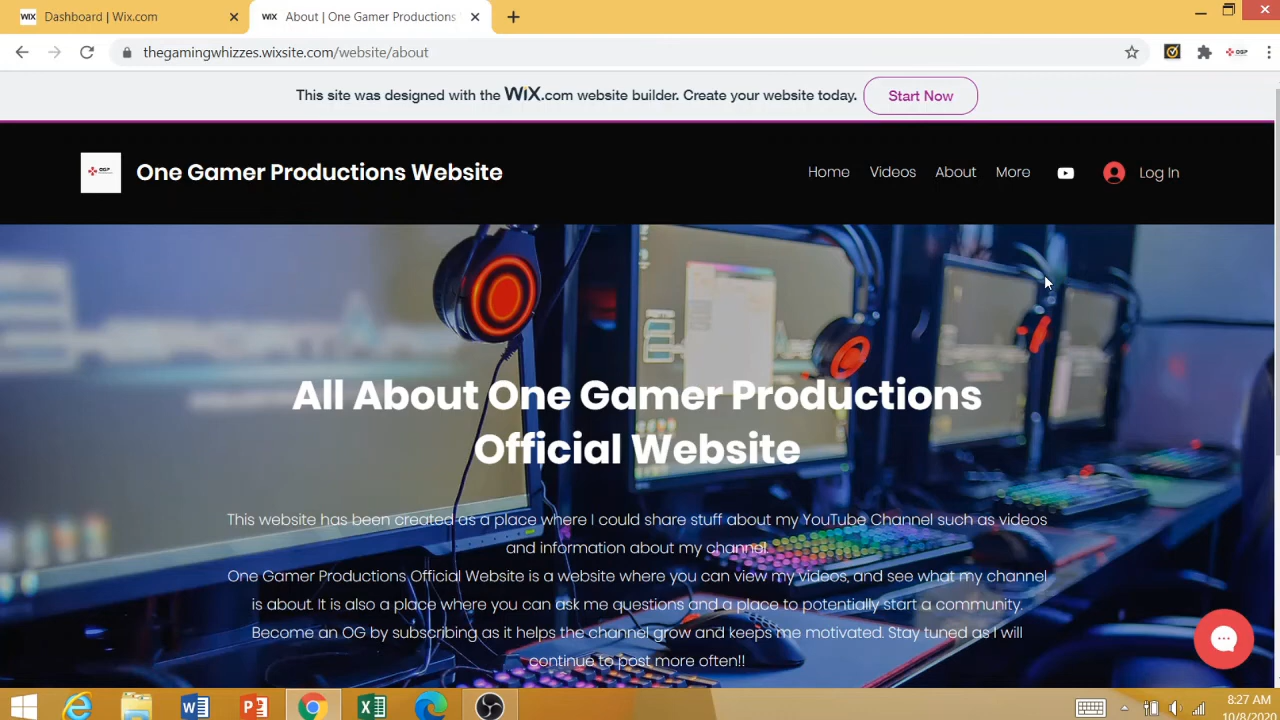 WiX Dashboard | Wix.com
WiX About | One Gamer Productions
thegamingwhizzes.wixsite.com/website/about
OGP
This site was designed with the WiX.com website builder. Create your website today.
Start Now
OGP
One Gamer Productions Website
Home Videos About More Log In
All About One Gamer Productions
Official Website
This website has been created as a place where I could share stuff about my YouTube Channel such as videos
and information about my channel.
One Gamer Productions Official Website is a website where you can view my videos, and see what my channel
is about. It is also a place where you can ask me questions and a place to potentially start a community.
Become an OG by subscribing as it helps the channel grow and keeps me motivated. Stay tuned as I will
continue to post more often!!
8:27 AM
10/8/2020